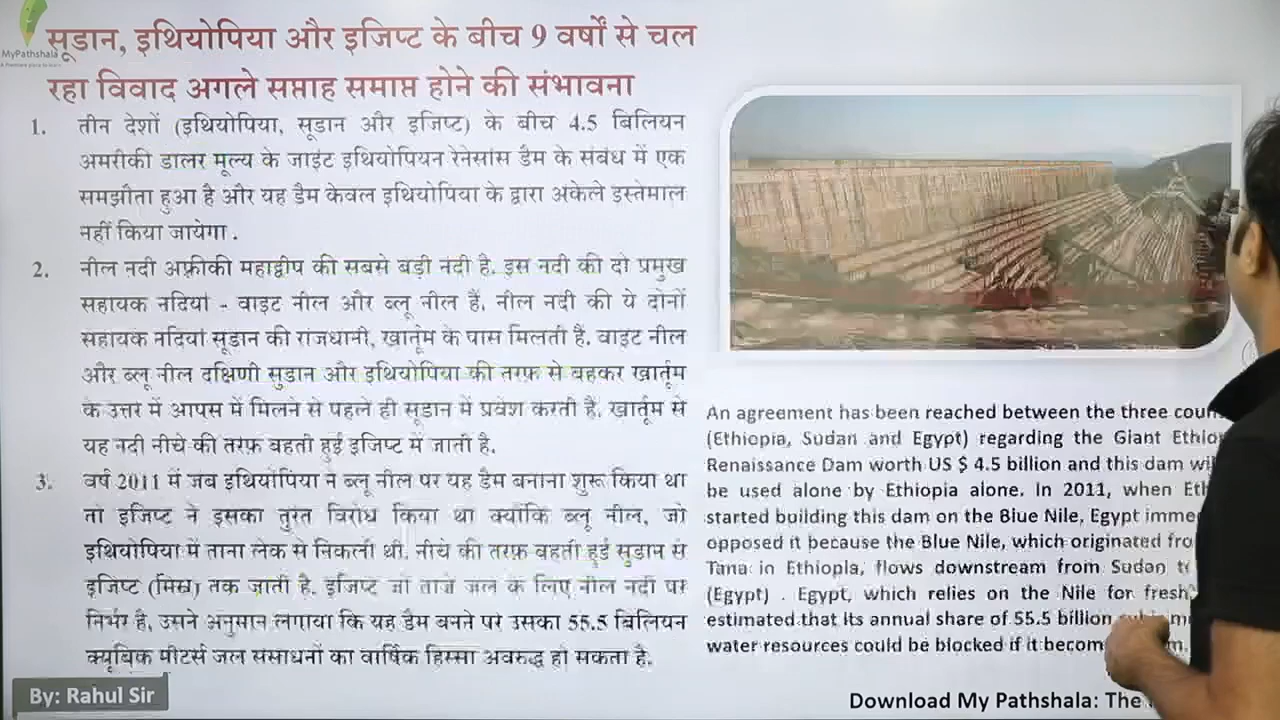 MyPathshala
सूडान, इथियोपिया और इजिप्ट के बीच 9 वर्षों से चल
रहा विवाद अगले सप्ताह समाप्त होने की संभावना
1. तीन देशों (इथियोपिया, सूडान और इजिप्ट) के बीच 4.5 बिलियन
अमरीकी डालर मूल्य के जाइंट इथियोपियन रेनेसांस डैम के संबंध में एक
समझौता हुआ है और यह डैम केवल इथियोपिया के द्वारा अकेले इस्तेमाल
नहीं किया जायेगा.
2. नील नदी अफ़्रीकी महाद्वीप की सबसे बड़ी नदी है. इस नदी की दो प्रमुख
सहायक नदियां - वाइट नील और ब्लू नील हैं. नील नदी की ये दोनों
सहायक नदियां सूडान की राजधानी, खार्तूम के पास मिलती हैं. वाइट नील
और ब्लू नील दक्षिणी सुडान और इथियोपिया की तरफ़ से बहकर खार्तूम
के उत्तर में आपस में मिलने से पहले ही सूडान में प्रवेश करती हैं. खार्तूम से
यह नदी नीचे की तरफ़ बहती हुई इजिप्ट में जाती है.
3. वर्ष 2011 में जब इथियोपिया ने ब्लू नील पर यह डैम बनाना शुरू किया था
तो इजिप्ट ने इसका तुरंत विरोध किया था क्योंकि ब्लू नील, जो
इथियोपिया में ताना लेक से निकली थी. नीचे की तरफ़ बहती हुई सुडान से
इजिप्ट (मिस्र) तक जाती है. इजिप्ट जो ताजे जल के लिए नील नदी पर
निर्भर है, उसने अनुमान लगाया कि यह डैम बनने पर उसका 55.5 बिलियन
क्यूबिक मीटर्स जल संसाधनों का वार्षिक हिस्सा अवरुद्ध हो सकता है.
An agreement has been reached between the three
(Ethiopia, Sudan and Egypt) regarding the Giant
Renaissance Dam worth US $ 4.5 billion and this dam
be used alone by Ethiopia alone. In 2011, when
started building this dam on the Blue Nile, Egypt
opposed it because the Blue Nile, which originated
Tana in Ethiopia, flows downstream from Sudan
(Egypt) . Egypt, which relies on the Nile for fresh
estimated that its annual share of 55.5 billion
water resources could be blocked if it
By: Rahul Sir
Download My Pathshala: The